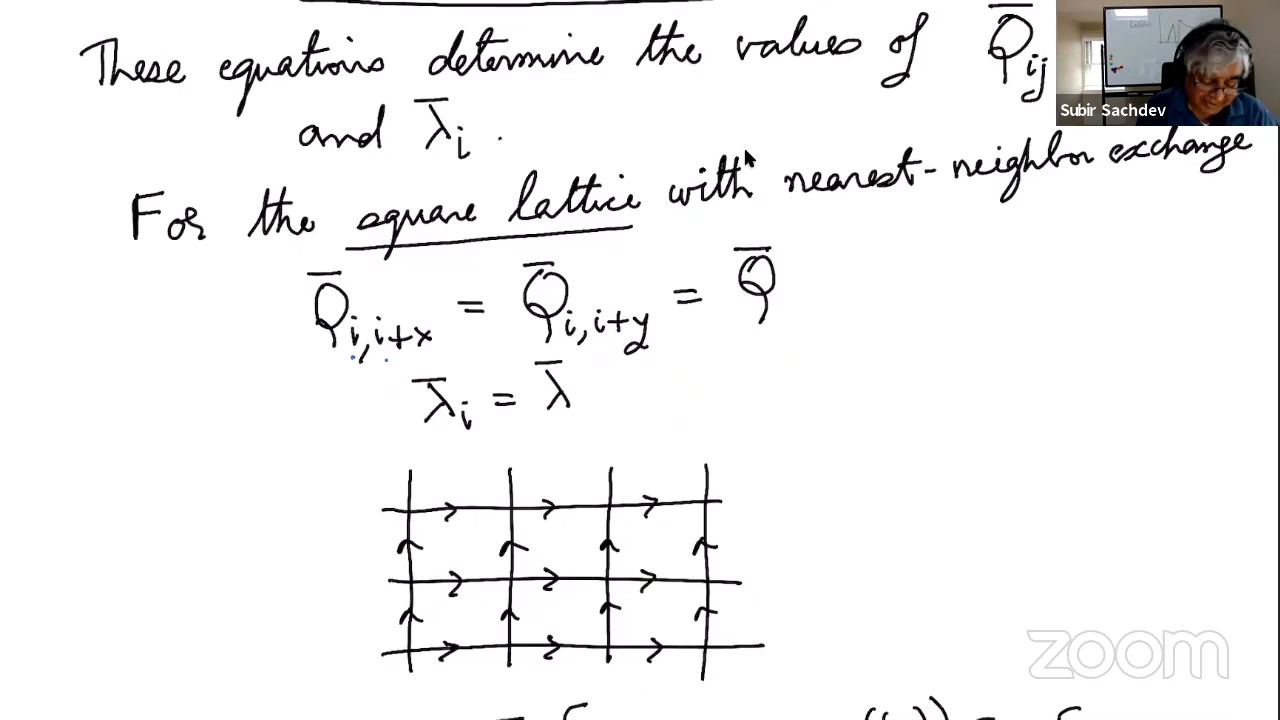 These equations determine the values of Q̄ij
and λ̄i.
For the square lattice with nearest-neighbor exchange
Q̄i,i+x = Q̄i,i+y = Q̄
λ̄i = λ̄
Subir Sachdev
zoom